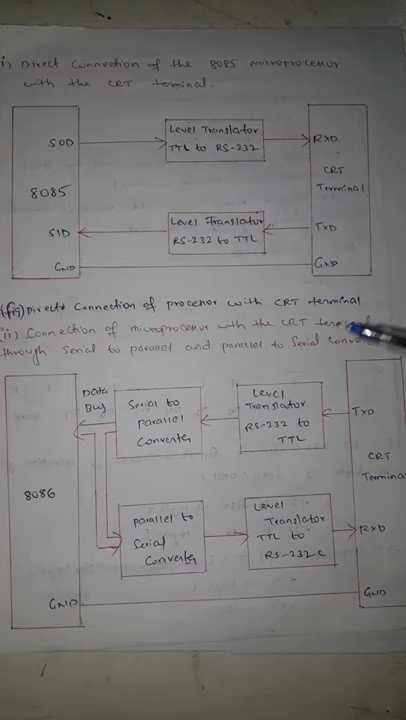 i) Direct Connection of the 8085 microprocessor
with the CRT terminal.
SOD
Level Translator
TTL to RS-232
RXD
CRT
Terminal
8085
SID
Level Translator
RS-232 to TTL
TXD
GND
GND
(fig) Direct Connection of processor with CRT terminal
ii) Connection of microprocessor with the CRT terminal
through Serial to parallel and parallel to Serial
Data
Bus
Serial to
parallel
Converter
Level
Translator
RS-232 to
TTL
TXD
CRT
Terminal
8086
parallel to
Serial
Converter
Level
Translator
TTL to
RS-232-C
RXD
GND
GND